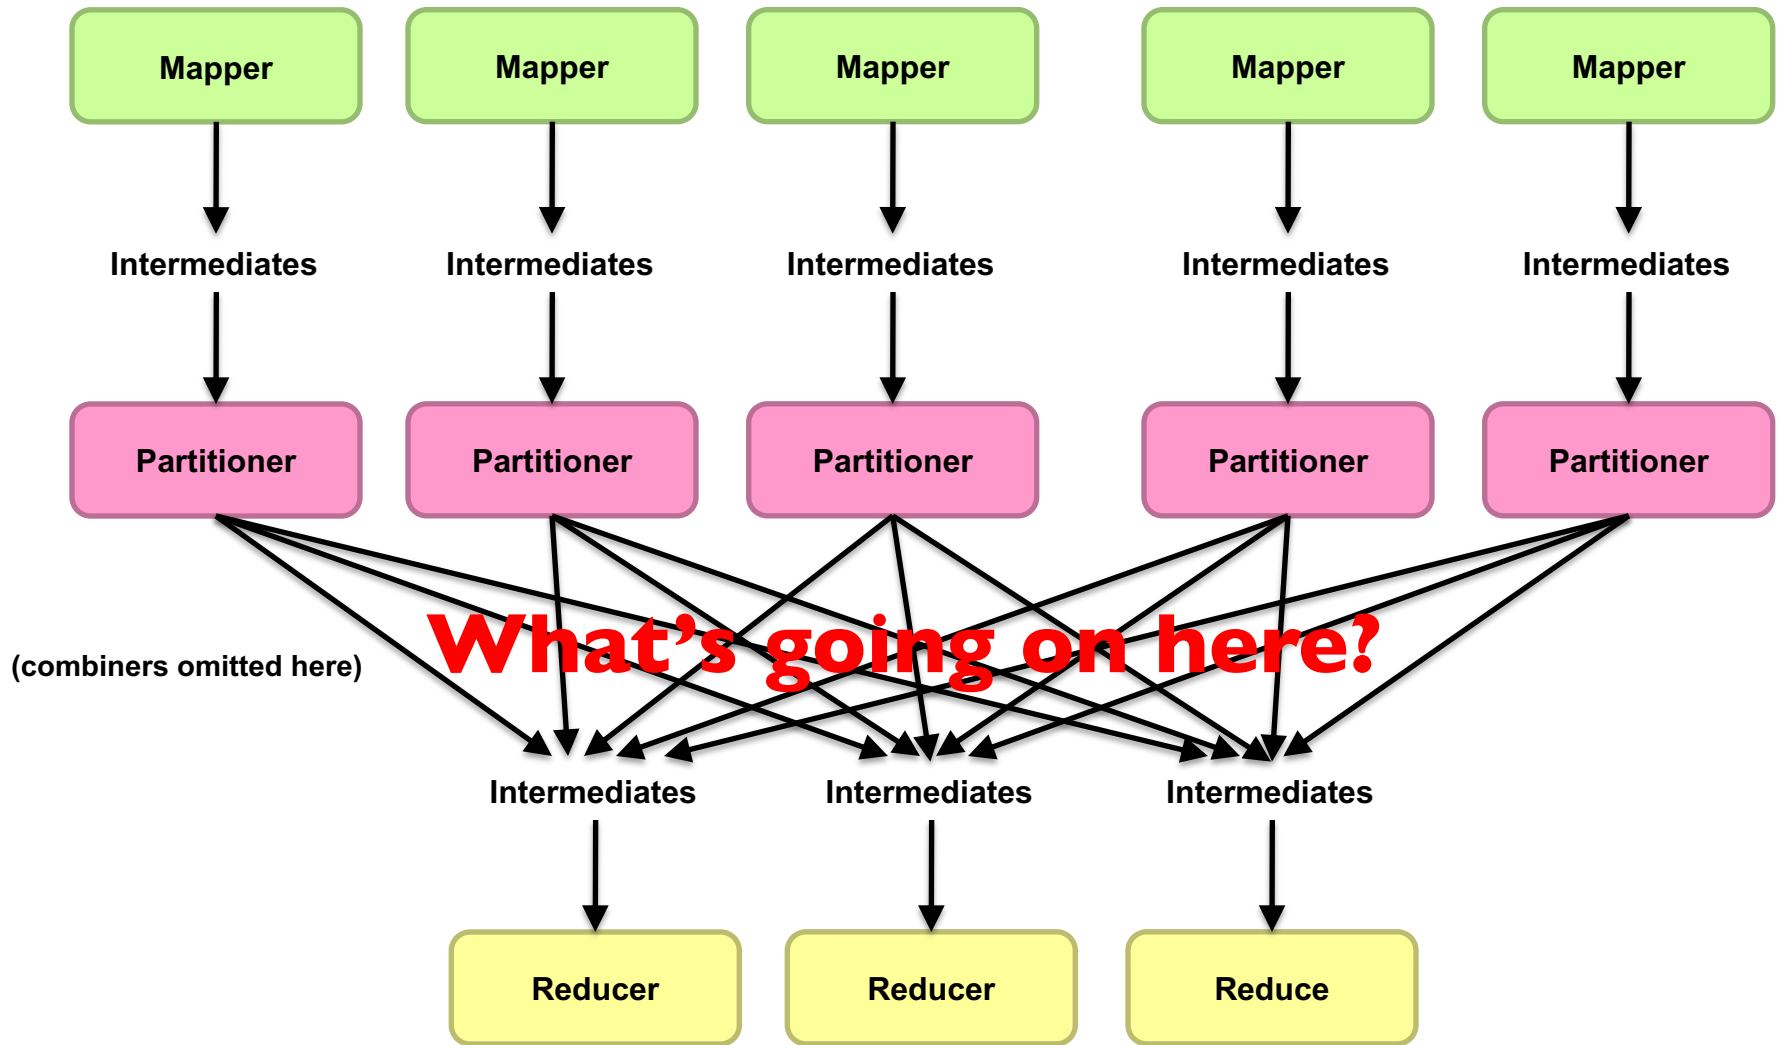 Mapper Mapper Mapper Mapper Mapper
Intermediates Intermediates Intermediates Intermediates Intermediates
Partitioner Partitioner Partitioner Partitioner Partitioner
What’s going on here?
(combiners omitted here)
Intermediates Intermediates Intermediates
Reducer Reducer Reduce